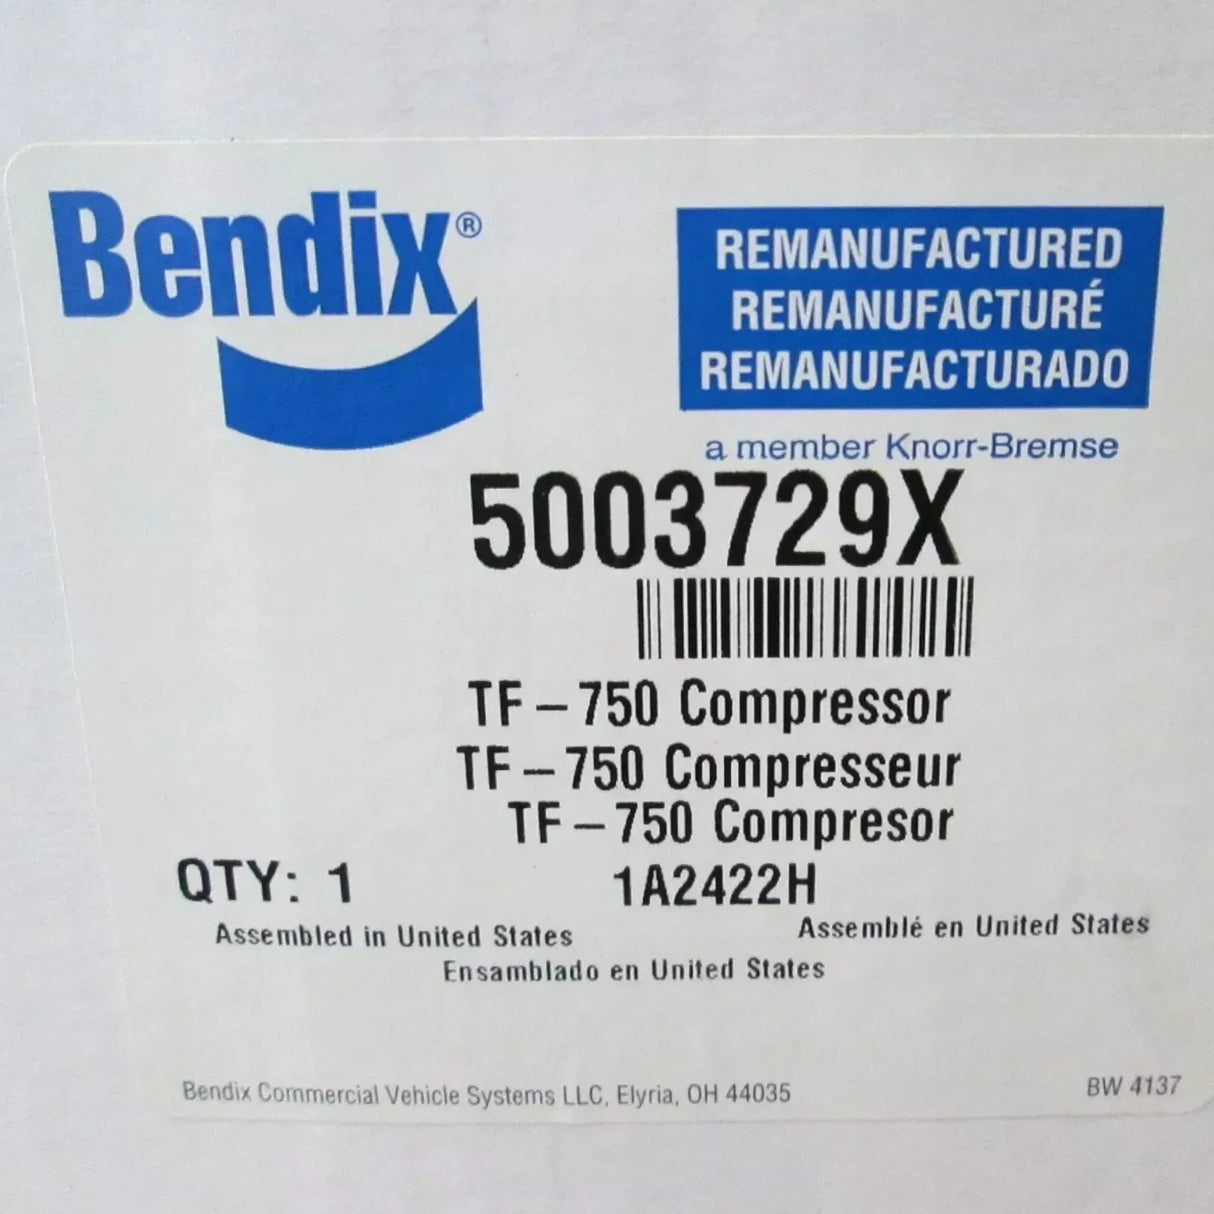 Bendix®
REMANUFACTURED
REMANUFACTURÉ
REMANUFACTURADO
a member Knorr-Bremse
5003729X
TF-750 Compressor
TF-750 Compresseur
TF-750 Compresor
QTY: 1 1A2422H
Assembled in United States Assemblé en United States
Ensamblado en United States
Bendix Commercial Vehicle Systems LLC, Elyria, OH 44035 BW 4137